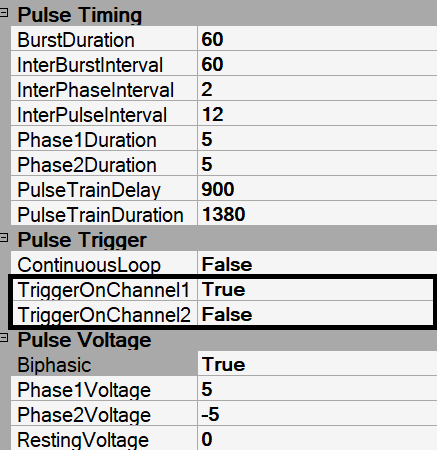 Pulse Timing
BurstDuration 60
InterBurstInterval 60
InterPhaseInterval 2
InterPulseInterval 12
Phase1Duration 5
Phase2Duration 5
PulseTrainDelay 900
PulseTrainDuration 1380
Pulse Trigger
ContinuousLoop False
TriggerOnChannel1 True
TriggerOnChannel2 False
Pulse Voltage
Biphasic True
Phase1Voltage 5
Phase2Voltage -5
RestingVoltage 0